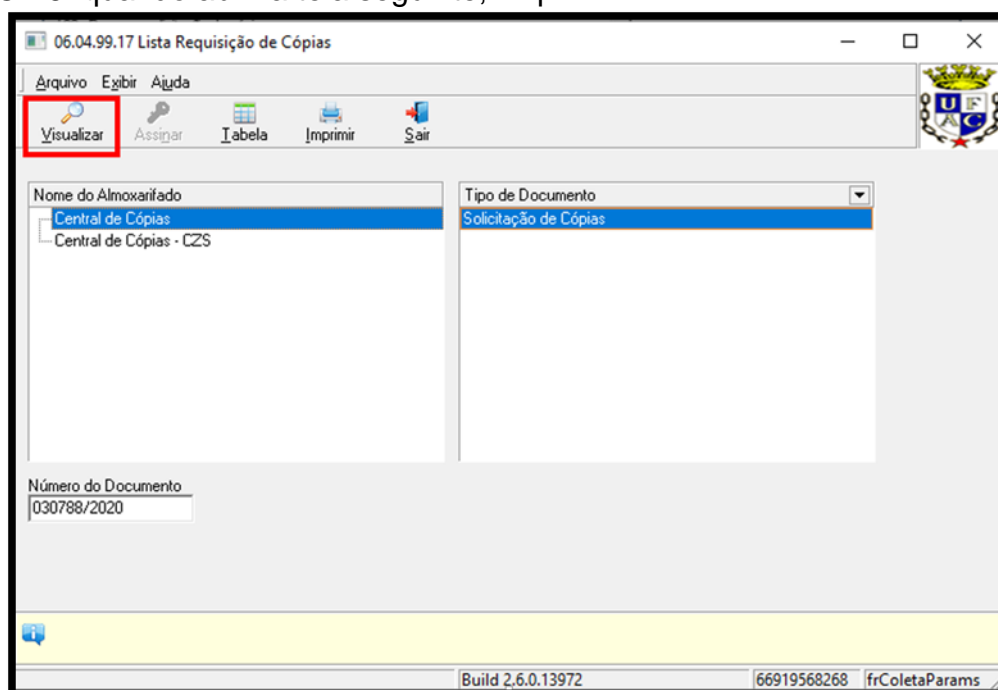 06.04.99.17 Lista Requisição de Cópias
Arquivo Exibir Ajuda
Visualizar Assinar Tabela Imprimir Sair
U F
A C
Nome do Almoxarifado
Central de Cópias
Central de Cópias - CZS
Tipo de Documento
Solicitação de Cópias
Número do Documento
030788/2020
Build 2.6.0.13972 66919568268 frColetaParams